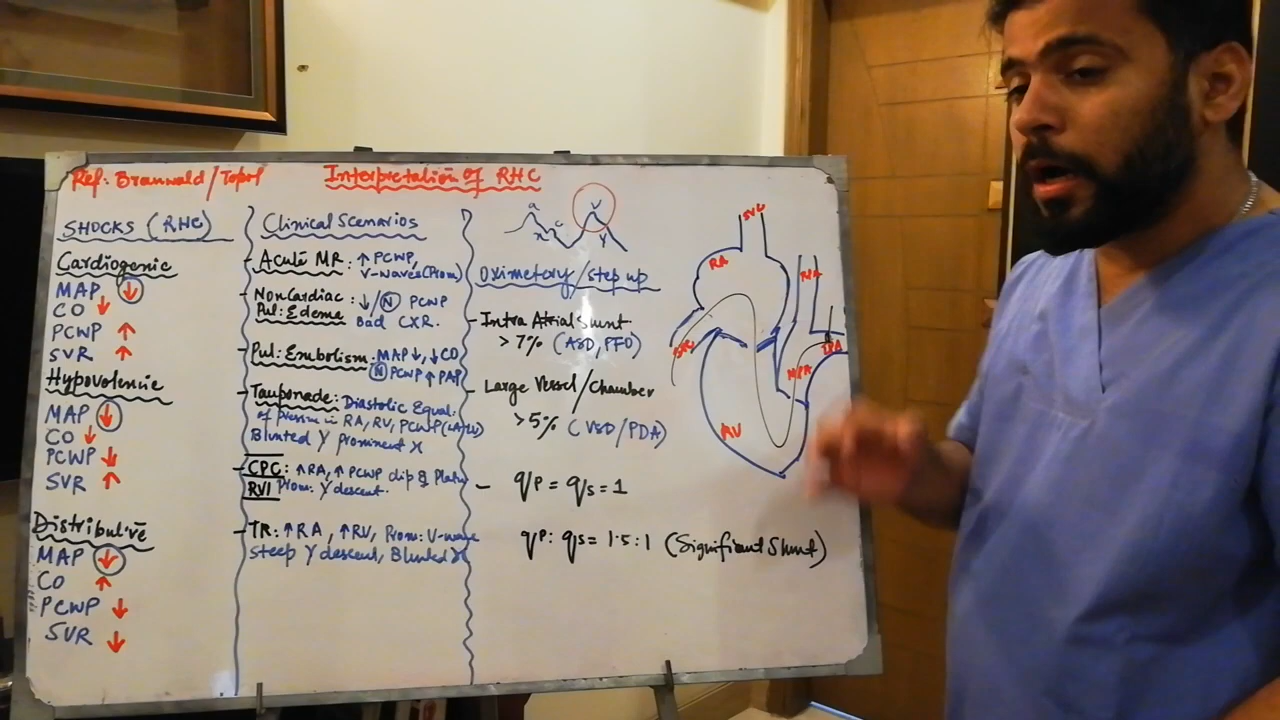 Ref: Braunwald/Topol
Interpretation of RHC
SHOCKS (RHC)
Cardiogenic
MAP ↓
CO ↓
PCWP ↑
SVR ↑
Hypovolemic
MAP ↓
CO ↓
PCWP ↓
SVR ↑
Distributive
MAP ↓
CO ↑
PCWP ↓
SVR ↓
Clinical Scenarios
- Acute MR: ↑ PCWP,
V-waves (Prom)
- NonCardiac : ↓/N PCWP
Pul: Edema Bad CXR.
- Pul: Embolism. MAP↓, ↓CO
N PCWP ↑ PAP
- Tamponade: Diastolic Equal.
of pressure in RA, RV, PCWP
Blunted Y prominent X
- CPC: ↑RA, ↑PCWP dip & Platu
RVI Prom: Y descent.
- TR: ↑RA, ↑RV, Prom: V-wave
steep Y descent, Blunted X
a
x
c
V
Y
Oximetory/step up
- Intra Atrial Shunt
> 7% (ASD, PFO)
- Large Vessel/Chamber
> 5% (VSD/PDA)
- qp = qs = 1
qp: qs = 1.5 : 1 (Significant Shunt)
SVC
RA
RPA
LPA
MPA
RV